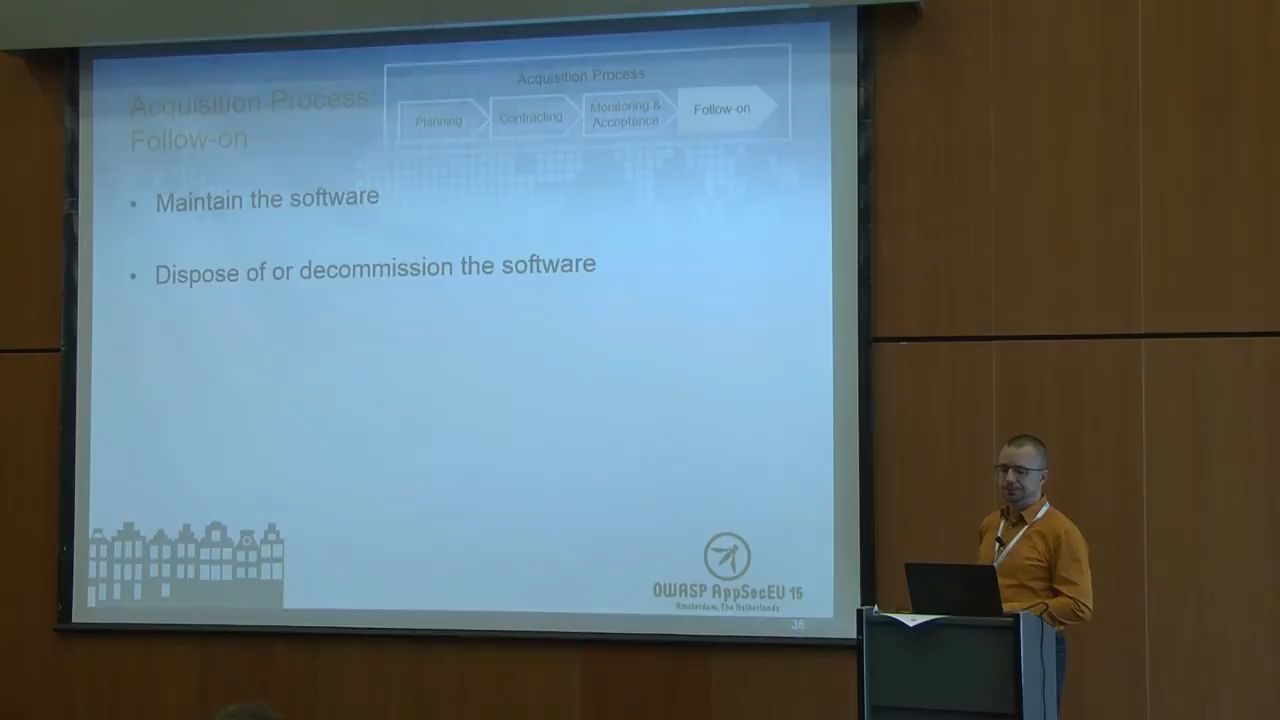 Acquisition Process:
Follow-on
Acquisition Process
Planning
Contracting
Monitoring &
Acceptance
Follow-on
• Maintain the software
• Dispose of or decommission the software
OWASP AppSecEU 15
Amsterdam, The Netherlands
36